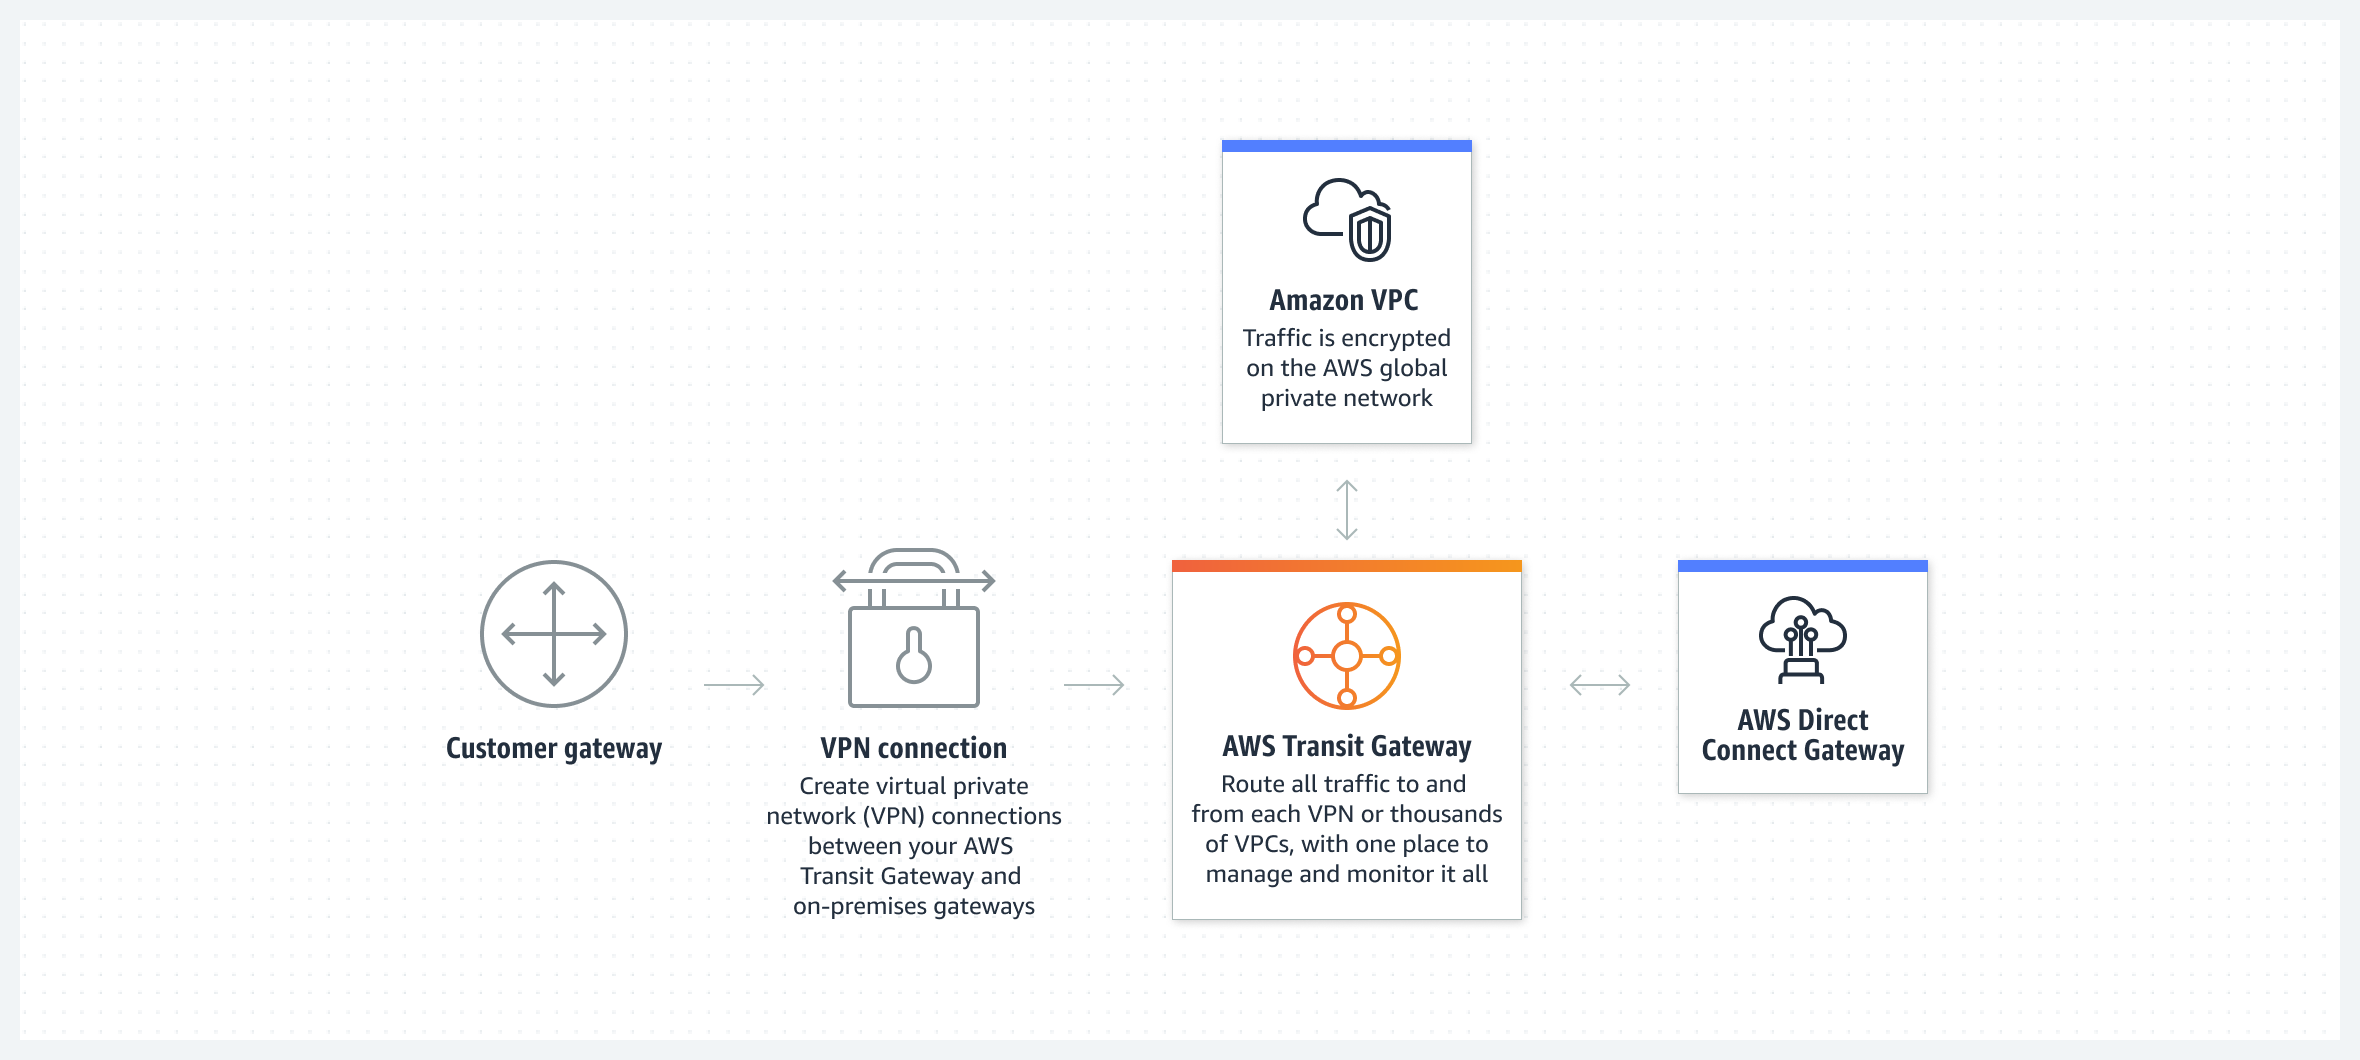 Amazon VPC
Traffic is encrypted
on the AWS global
private network
Customer gateway
VPN connection
Create virtual private
network (VPN) connections
between your AWS
Transit Gateway and
on-premises gateways
AWS Transit Gateway
Route all traffic to and
from each VPN or thousands
of VPCs, with one place to
manage and monitor it all
AWS Direct
Connect Gateway